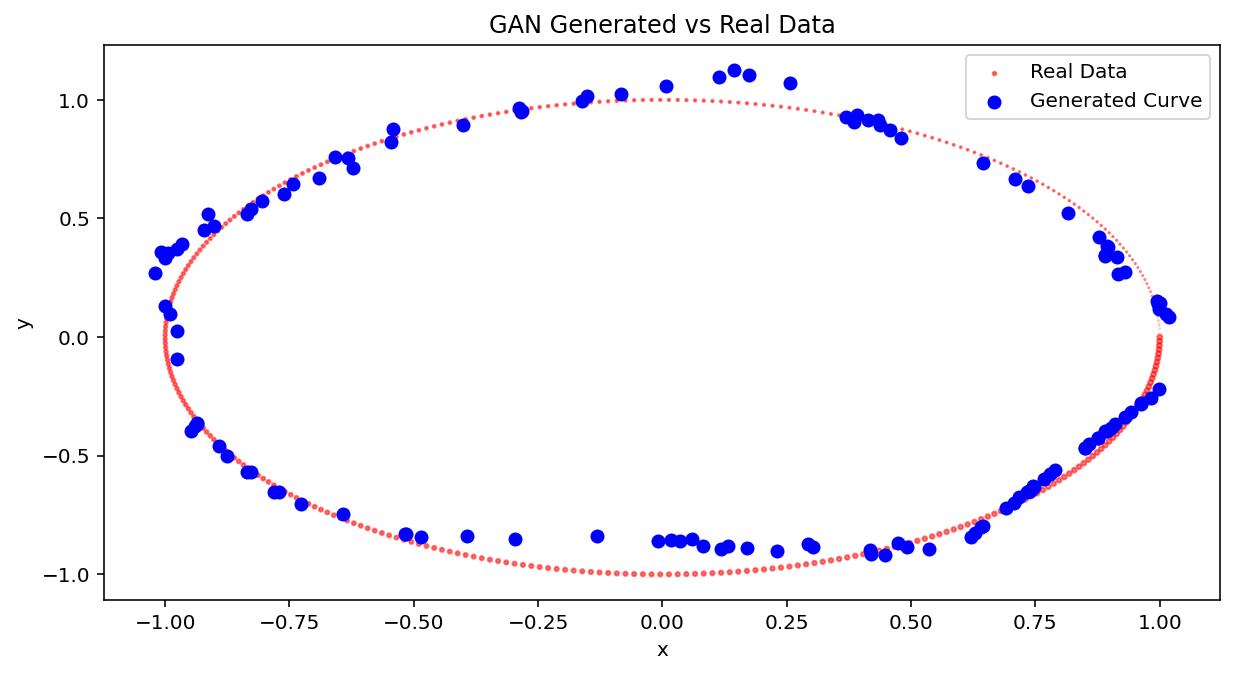 GAN Generated vs Real Data
Real Data
Generated Curve
1.0
0.5
0.0
−0.5
−1.0
y
−1.00 −0.75 −0.50 −0.25 0.00 0.25 0.50 0.75 1.00
x